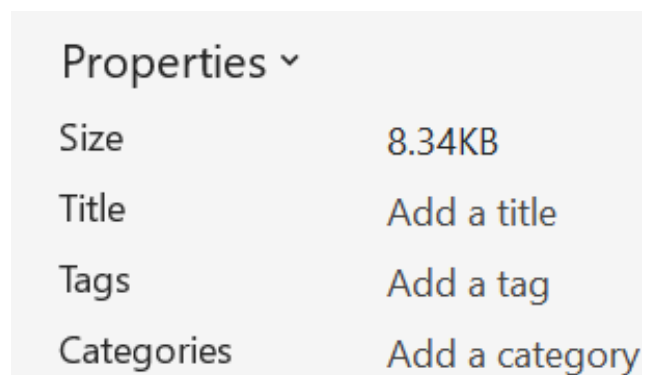 Properties
Size 8.34KB
Title Add a title
Tags Add a tag
Categories Add a category